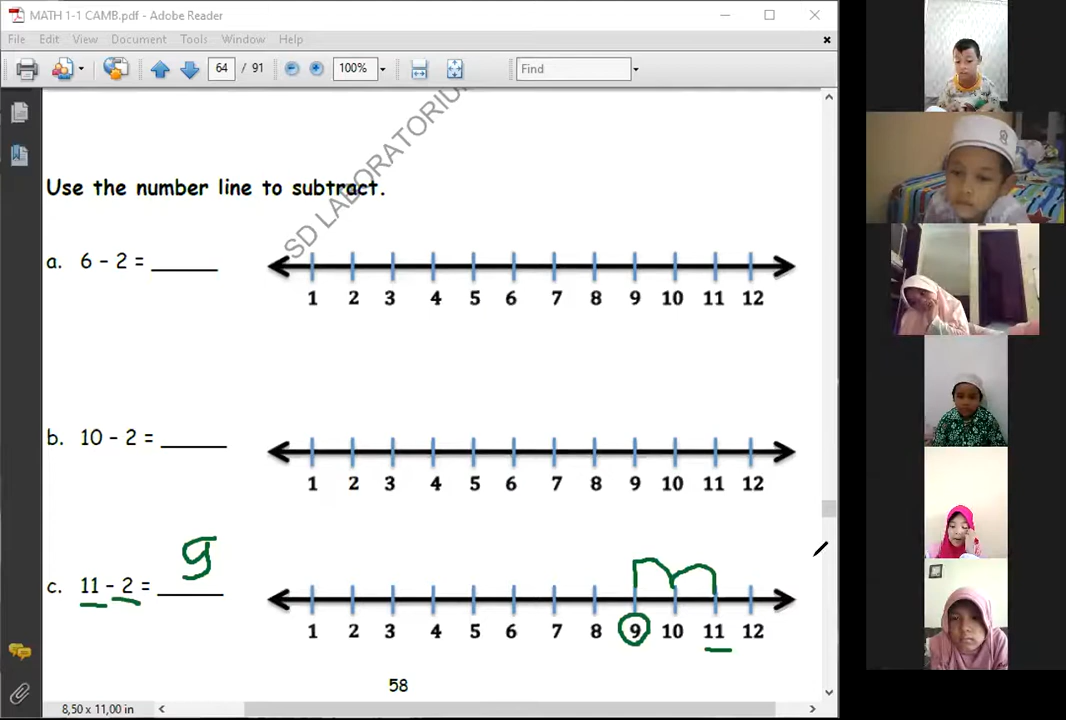 MATH 1-1 CAMB.pdf - Adobe Reader
File Edit View Document Tools Window Help
64 / 91 100% Find
SD LABORATORIU
Use the number line to subtract.
a. 6 - 2 = ______
1 2 3 4 5 6 7 8 9 10 11 12
b. 10 - 2 = ______
1 2 3 4 5 6 7 8 9 10 11 12
c. 11 - 2 = 9
1 2 3 4 5 6 7 8 9 10 11 12
58
8,50 x 11,00 in